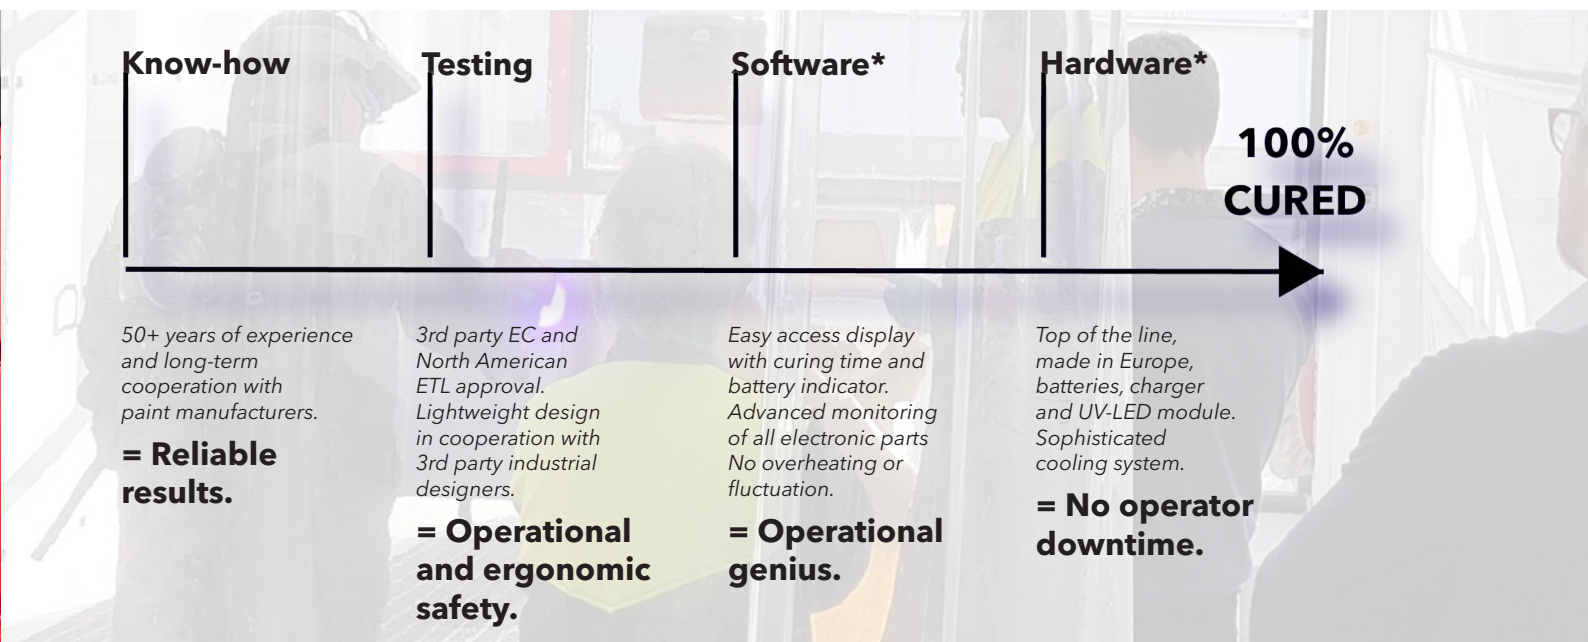 Know-how
Testing
Software*
Hardware*
100%
CURED
50+ years of experience
and long-term
cooperation with
paint manufacturers.
= Reliable
results.
3rd party EC and
North American
ETL approval.
Lightweight design
in cooperation with
3rd party industrial
designers.
= Operational
and ergonomic
safety.
Easy access display
with curing time and
battery indicator.
Advanced monitoring
of all electronic parts
No overheating or
fluctuation.
= Operational
genius.
Top of the line,
made in Europe,
batteries, charger
and UV-LED module.
Sophisticated
cooling system.
= No operator
downtime.